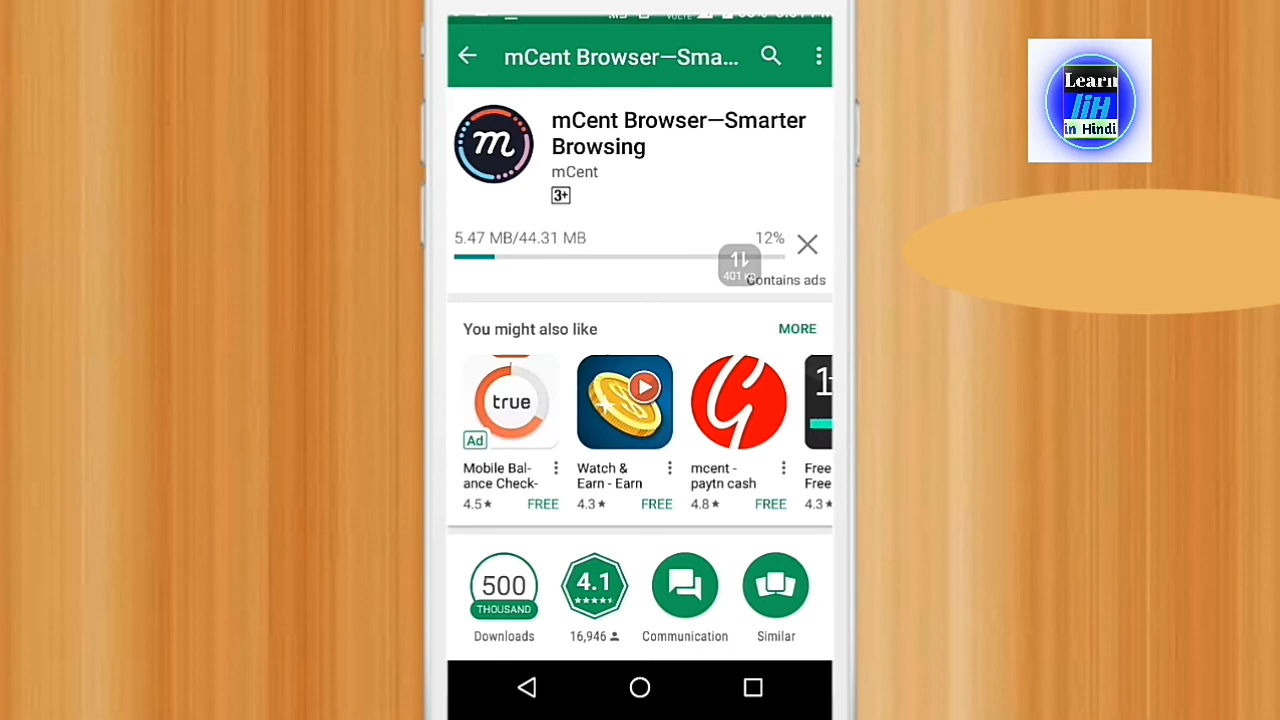 mCent Browser—Sma...
mCent Browser—Smarter
Browsing
mCent
3+
5.47 MB/44.31 MB
12%
401
Contains ads
You might also like
MORE
true
Ad
Mobile Bal-
ance Check-
4.5★
FREE
Watch &
Earn - Earn
4.3★
FREE
mcent -
paytn cash
4.8★
FREE
Free
Free
4.3★
500
THOUSAND
Downloads
4.1
16,946
Communication
Similar
Learn
liH
in Hindi